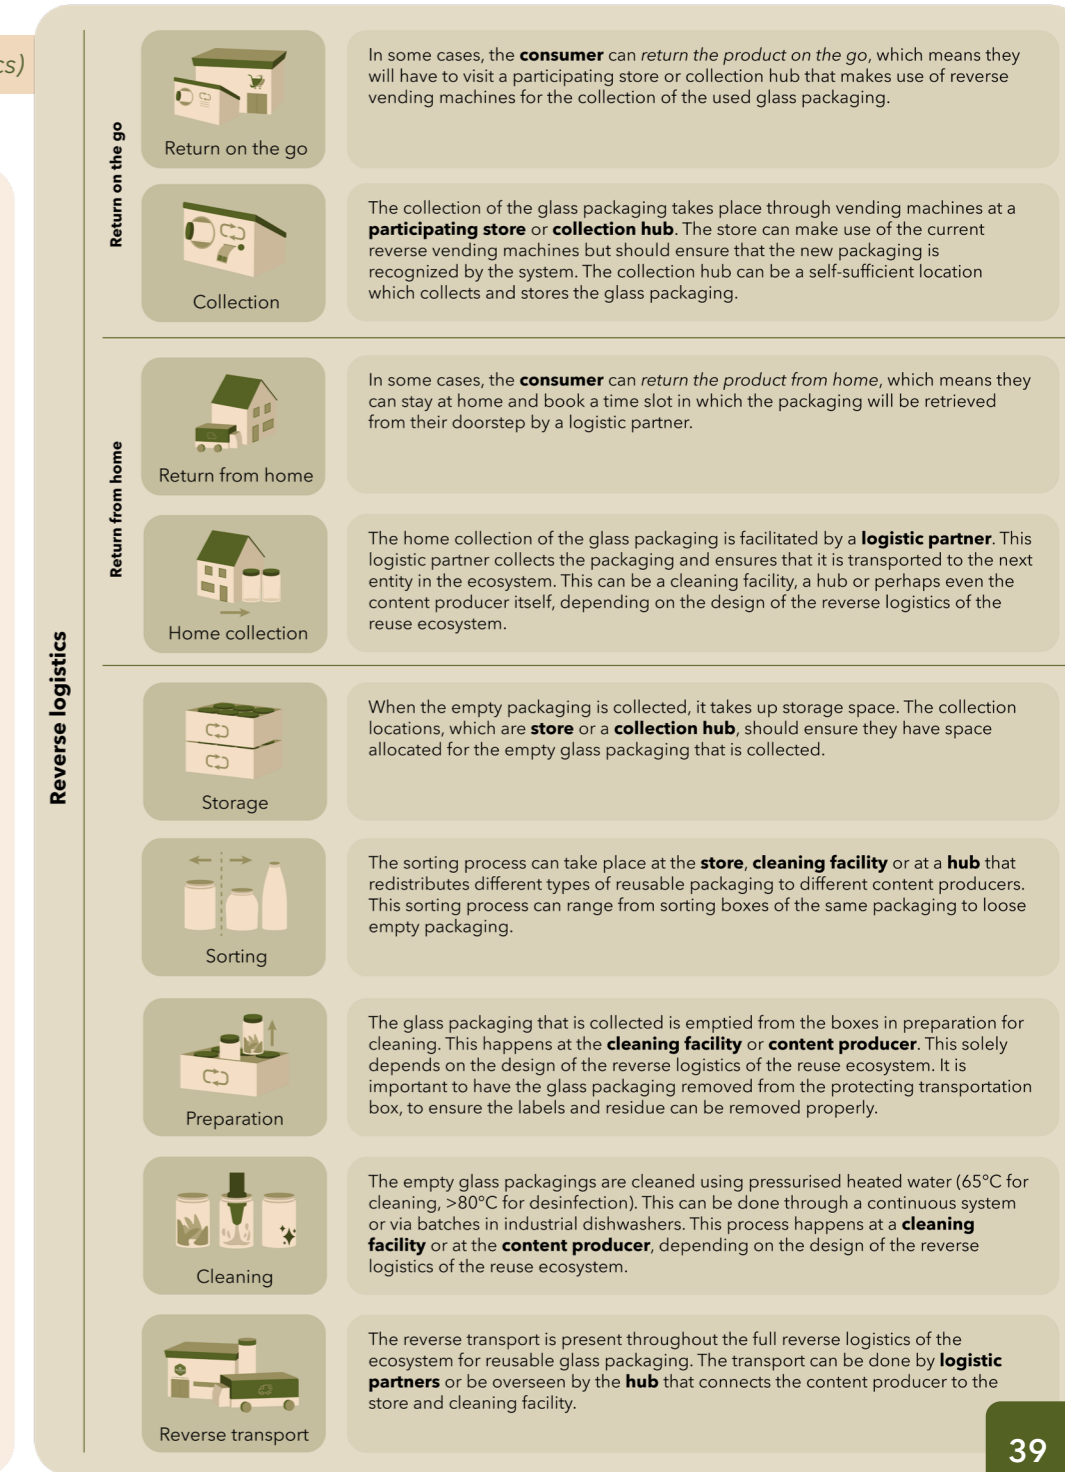 cs)
Reverse logistics
Return on the go
Return on the go
In some cases, the consumer can return the product on the go, which means they
will have to visit a participating store or collection hub that makes use of reverse
vending machines for the collection of the used glass packaging.
Collection
The collection of the glass packaging takes place through vending machines at a
participating store or collection hub. The store can make use of the current
reverse vending machines but should ensure that the new packaging is
recognized by the system. The collection hub can be a self-sufficient location
which collects and stores the glass packaging.
Return from home
Return from home
In some cases, the consumer can return the product from home, which means they
can stay at home and book a time slot in which the packaging will be retrieved
from their doorstep by a logistic partner.
Home collection
The home collection of the glass packaging is facilitated by a logistic partner. This
logistic partner collects the packaging and ensures that it is transported to the next
entity in the ecosystem. This can be a cleaning facility, a hub or perhaps even the
content producer itself, depending on the design of the reverse logistics of the
reuse ecosystem.
Storage
When the empty packaging is collected, it takes up storage space. The collection
locations, which are store or a collection hub, should ensure they have space
allocated for the empty glass packaging that is collected.
Sorting
The sorting process can take place at the store, cleaning facility or at a hub that
redistributes different types of reusable packaging to different content producers.
This sorting process can range from sorting boxes of the same packaging to loose
empty packaging.
Preparation
The glass packaging that is collected is emptied from the boxes in preparation for
cleaning. This happens at the cleaning facility or content producer. This solely
depends on the design of the reverse logistics of the reuse ecosystem. It is
important to have the glass packaging removed from the protecting transportation
box, to ensure the labels and residue can be removed properly.
Cleaning
The empty glass packagings are cleaned using pressurised heated water (65°C for
cleaning, >80°C for desinfection). This can be done through a continuous system
or via batches in industrial dishwashers. This process happens at a cleaning
facility or at the content producer, depending on the design of the reverse
logistics of the reuse ecosystem.
Reverse transport
The reverse transport is present throughout the full reverse logistics of the
ecosystem for reusable glass packaging. The transport can be done by logistic
partners or be overseen by the hub that connects the content producer to the
store and cleaning facility.
39